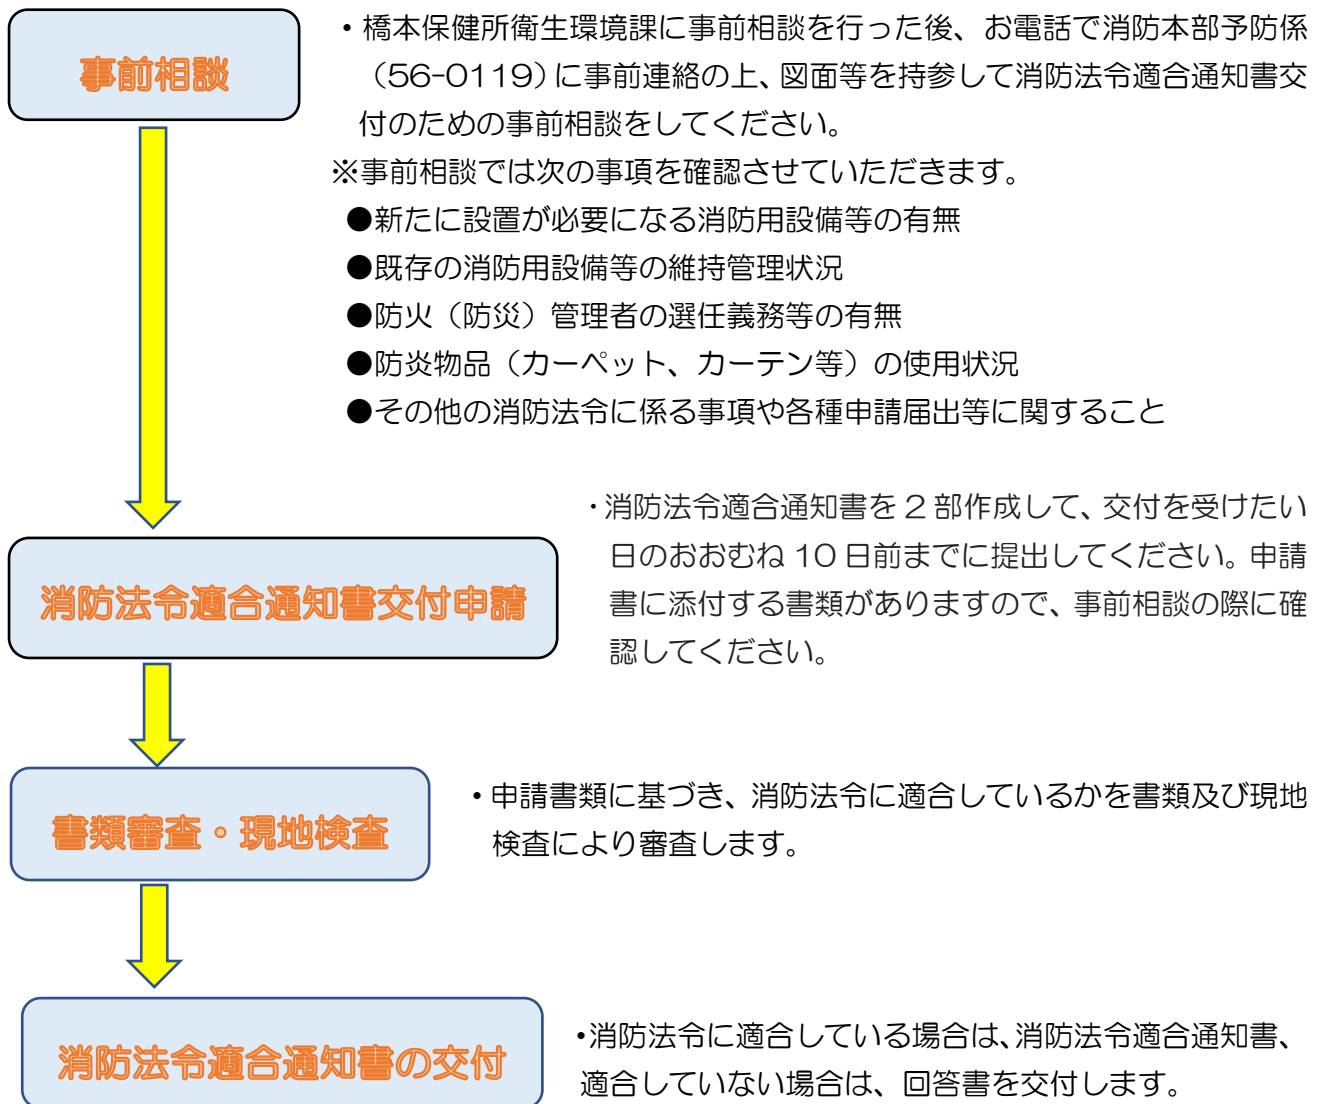 事前相談
・橋本保健所衛生環境課に事前相談を行った後、お電話で消防本部予防係
（56-0119）に事前連絡の上、図面等を持参して消防法令適合通知書交
付のための事前相談をしてください。
※事前相談では次の事項を確認させていただきます。
●新たに設置が必要になる消防用設備等の有無
●既存の消防用設備等の維持管理状況
●防火（防災）管理者の選任義務等の有無
●防炎物品（カーペット、カーテン等）の使用状況
●その他の消防法令に係る事項や各種申請届出等に関すること
消防法令適合通知書交付申請
・消防法令適合通知書を2部作成して、交付を受けたい
日のおおむね10日前までに提出してください。申請
書に添付する書類がありますので、事前相談の際に確
認してください。
書類審査・現地検査
・申請書類に基づき、消防法令に適合しているかを書類及び現地
検査により審査します。
消防法令適合通知書の交付
・消防法令に適合している場合は、消防法令適合通知書、
適合していない場合は、回答書を交付します。